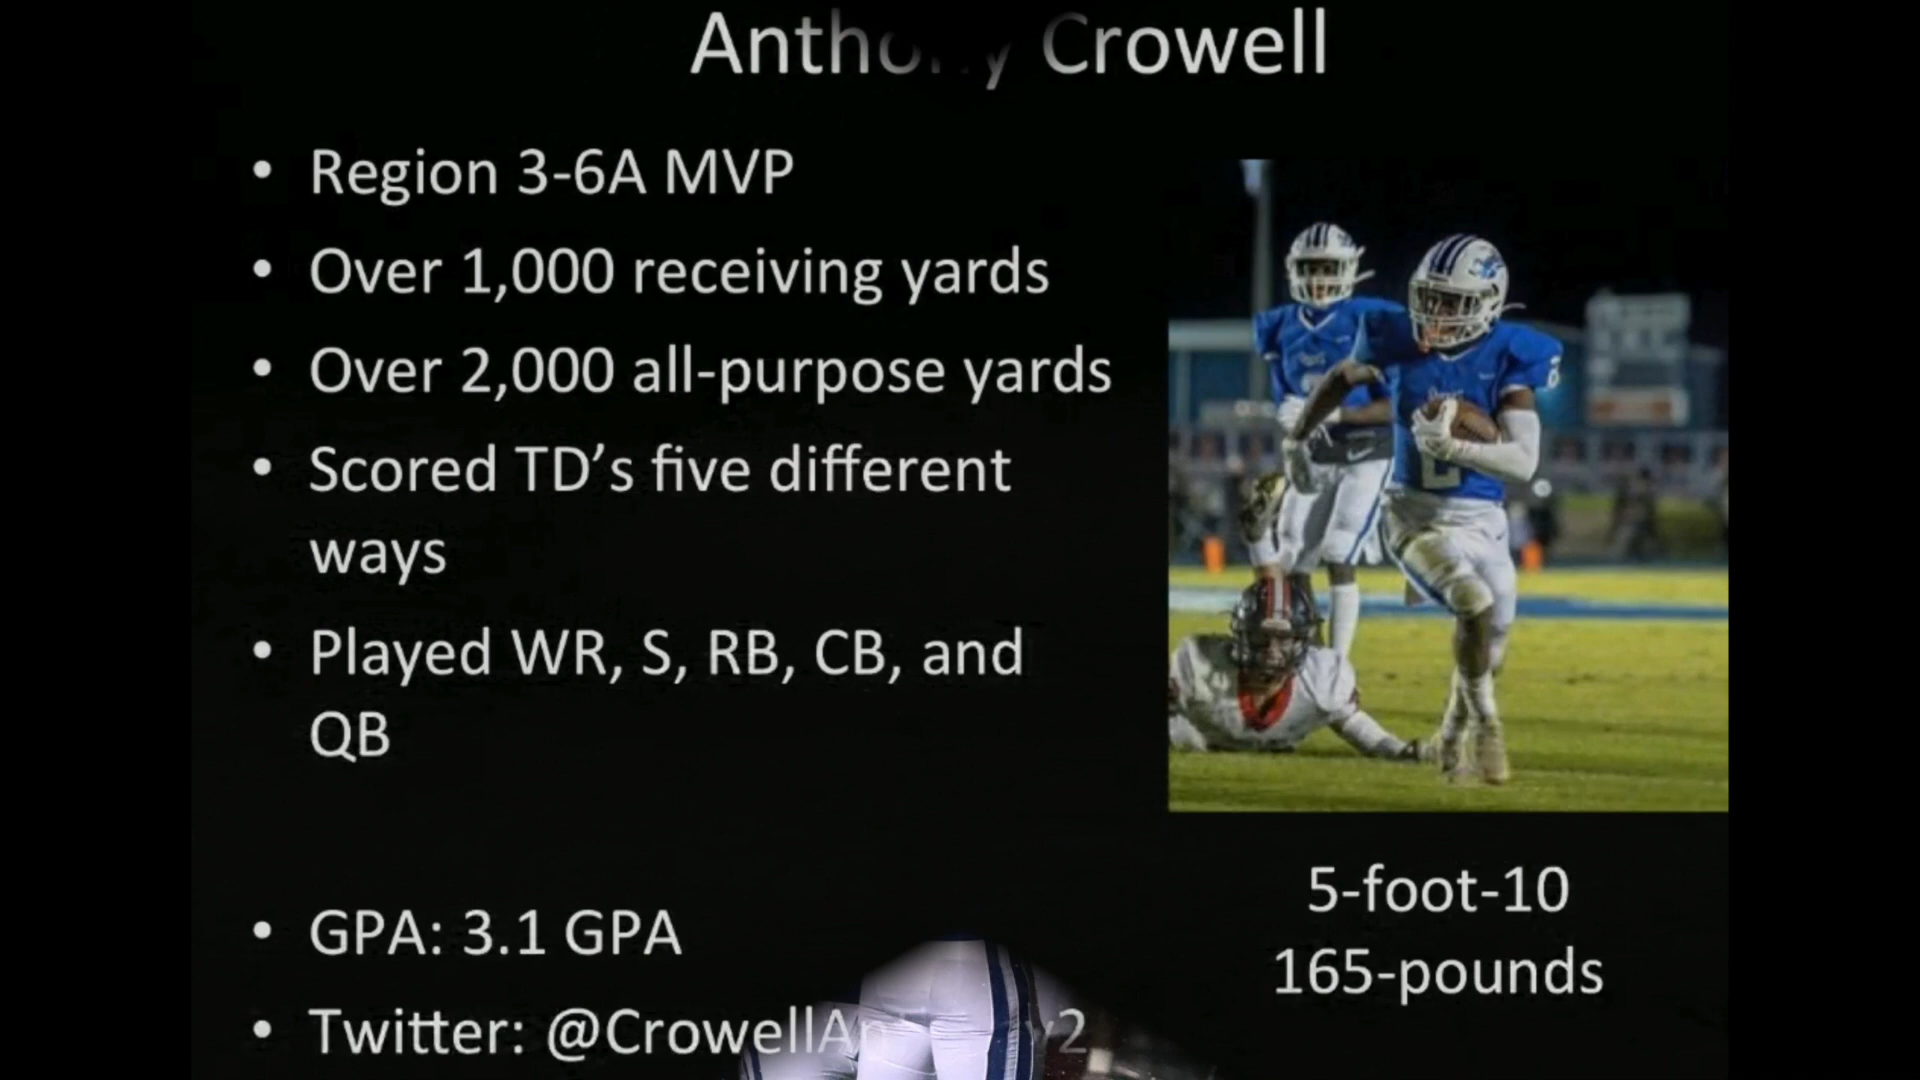 Anthony Crowell
• Region 3-6A MVP
• Over 1,000 receiving yards
• Over 2,000 all-purpose yards
• Scored TD’s five different
ways
• Played WR, S, RB, CB, and
QB
5-foot-10
165-pounds
• GPA: 3.1 GPA
• Twitter: